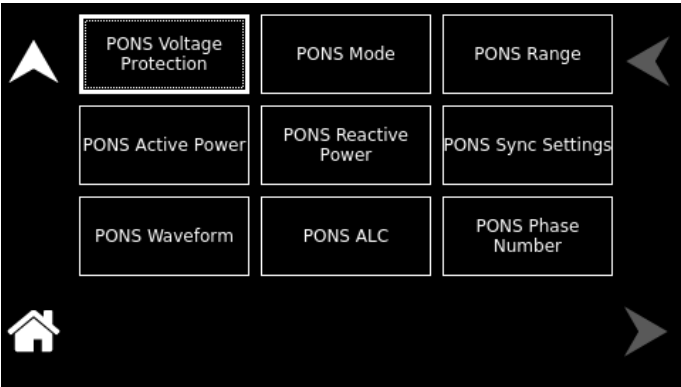 PONS Voltage
Protection
PONS Mode
PONS Range
PONS Active Power
PONS Reactive
Power
PONS Sync Settings
PONS Waveform
PONS ALC
PONS Phase
Number